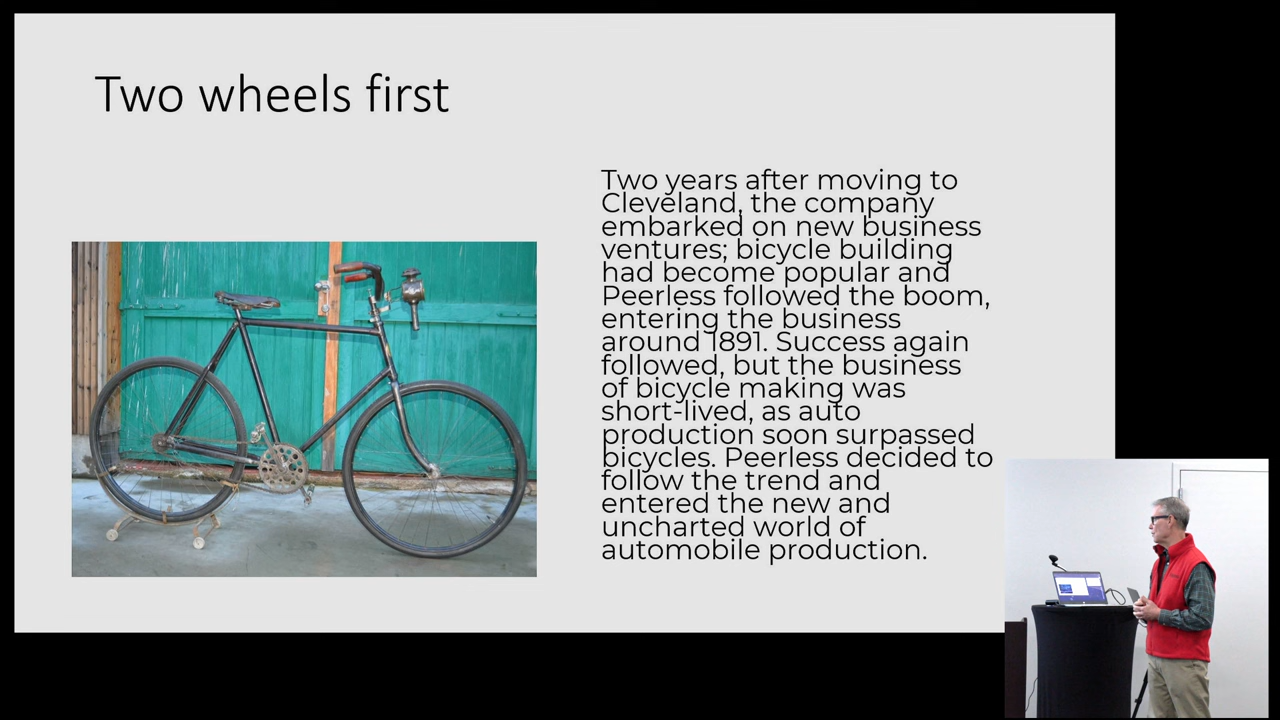 Two wheels first
Two years after moving to
Cleveland, the company
embarked on new business
ventures; bicycle building
had become popular and
Peerless followed the boom,
entering the business
around 1891. Success again
followed, but the business
of bicycle making was
short-lived, as auto
production soon surpassed
bicycles. Peerless decided to
follow the trend and
entered the new and
uncharted world of
automobile production.